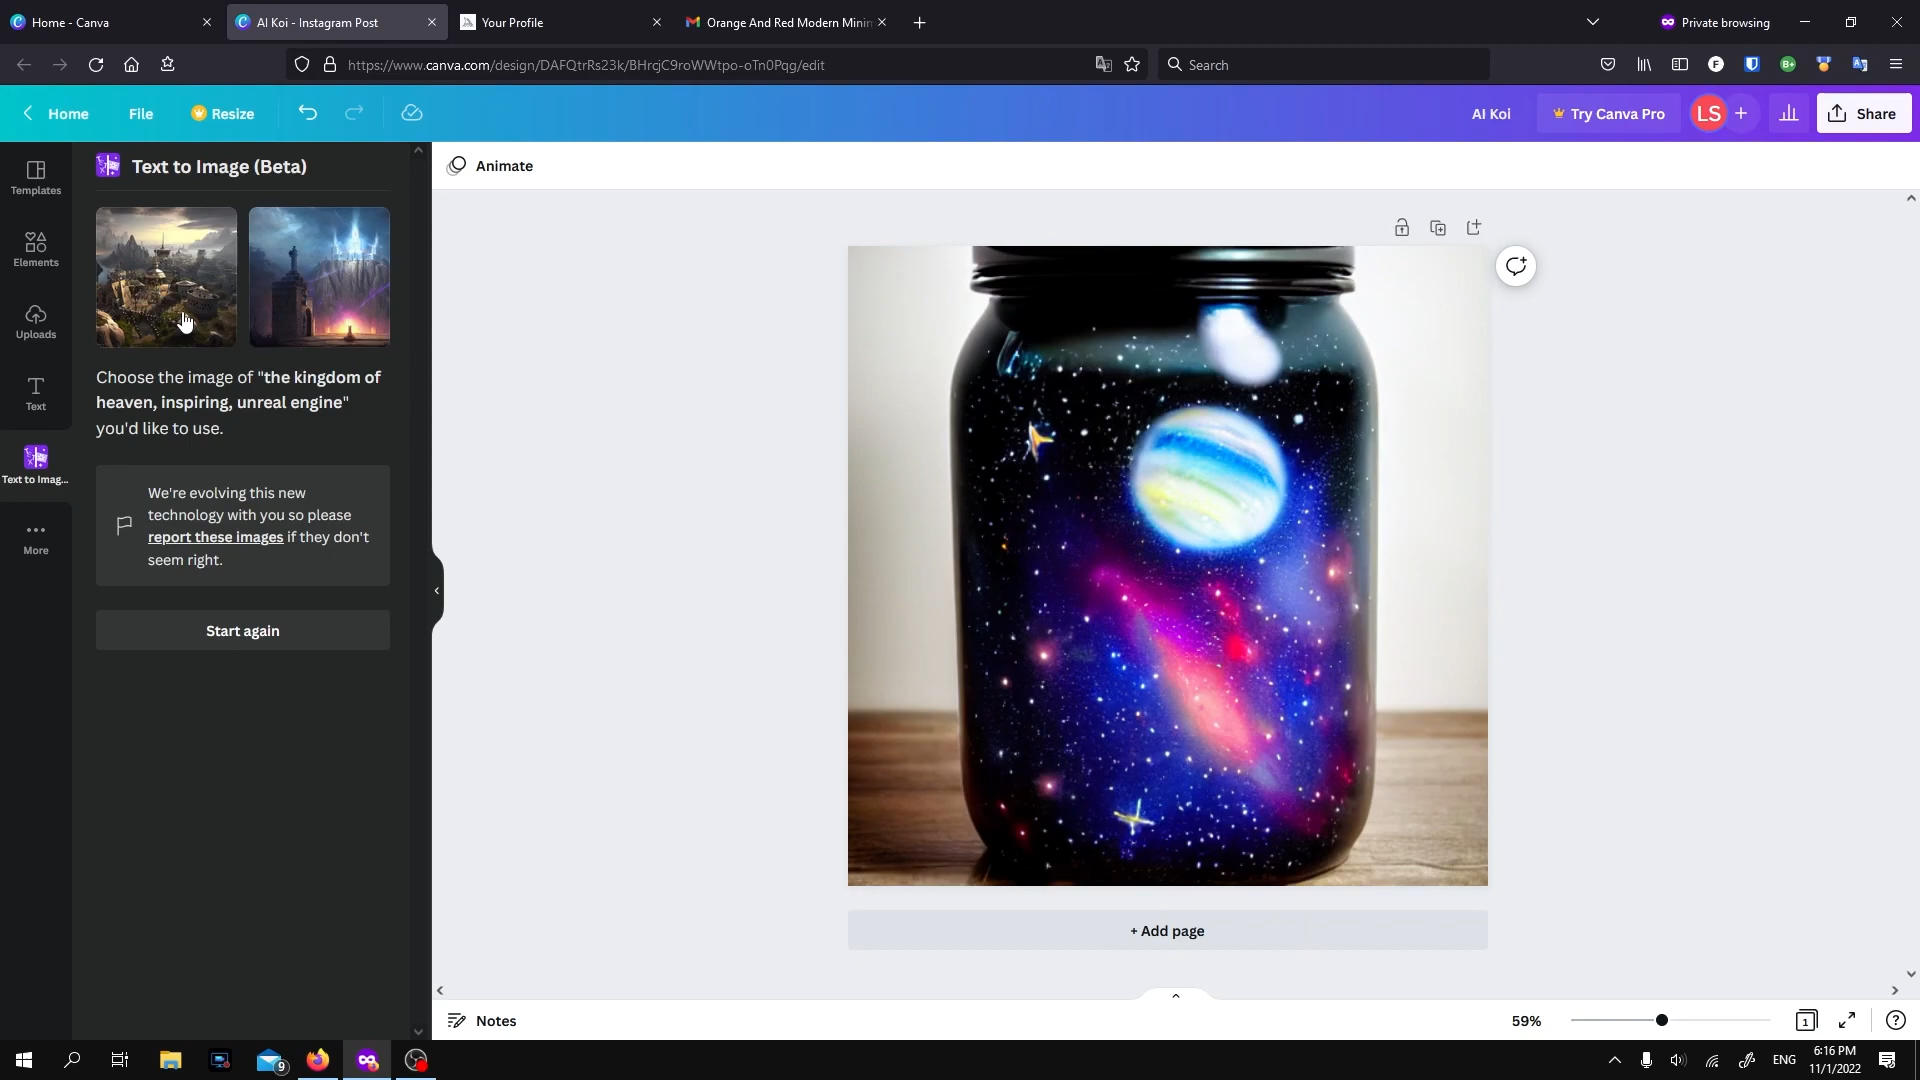 Home - Canva
AI Koi - Instagram Post
Your Profile
Orange And Red Modern Minim
Private browsing
https://www.canva.com/design/DAFQtrRs23k/BHrcjC9roWWtpo-oTn0Pqg/edit
Search
Home
File
Resize
AI Koi
Try Canva Pro
LS
Share
Templates
Elements
Uploads
Text
Text to Imag...
More
Text to Image (Beta)
Choose the image of "the kingdom of
heaven, inspiring, unreal engine"
you'd like to use.
We're evolving this new
technology with you so please
report these images if they don't
seem right.
Start again
Animate
+ Add page
Notes
59%
1
9
ENG
6:16 PM
11/1/2022